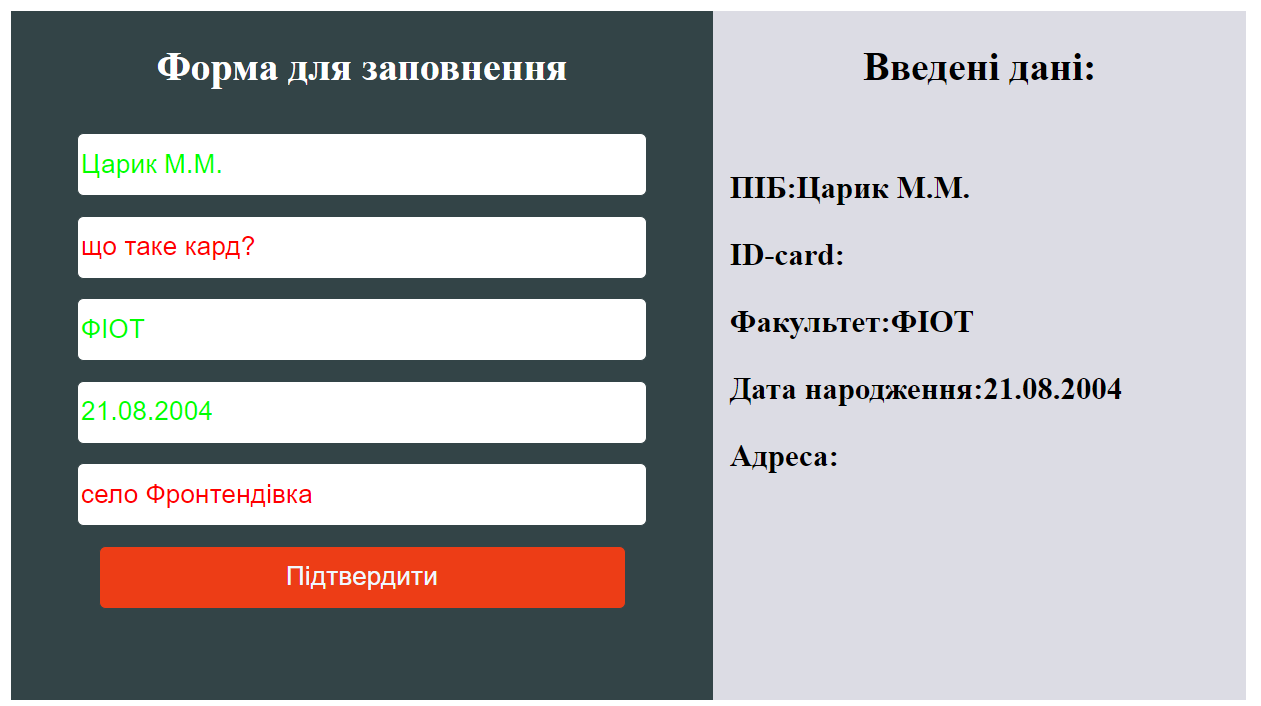 Форма для заповнення
Царик М.М.
що таке кард?
ФІОТ
21.08.2004
село Фронтендівка
Підтвердити
Введені дані:
ПІБ:Царик М.М.
ID-card:
Факультет:ФІОТ
Дата народження:21.08.2004
Адреса: